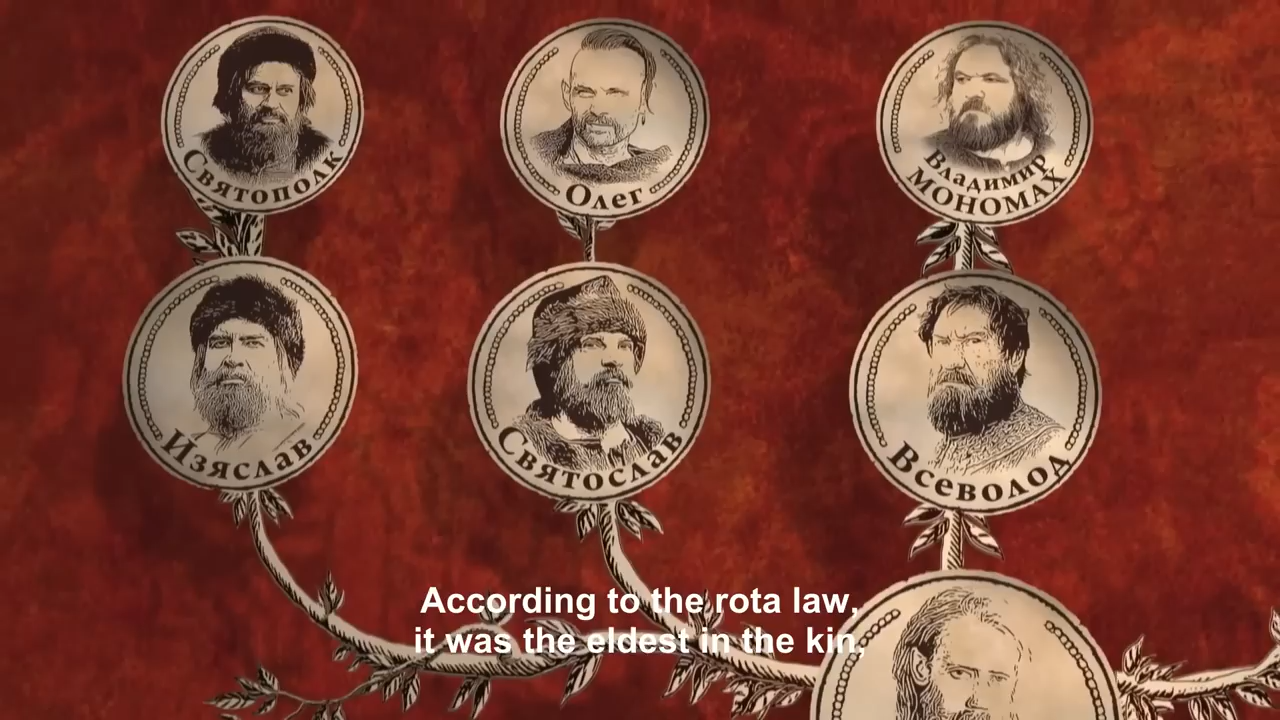 Святополк
Олег
Владимир
МОНОМАХ
Изяслав
Святослав
Всеволод
According to the rota law,
it was the eldest in the kin,